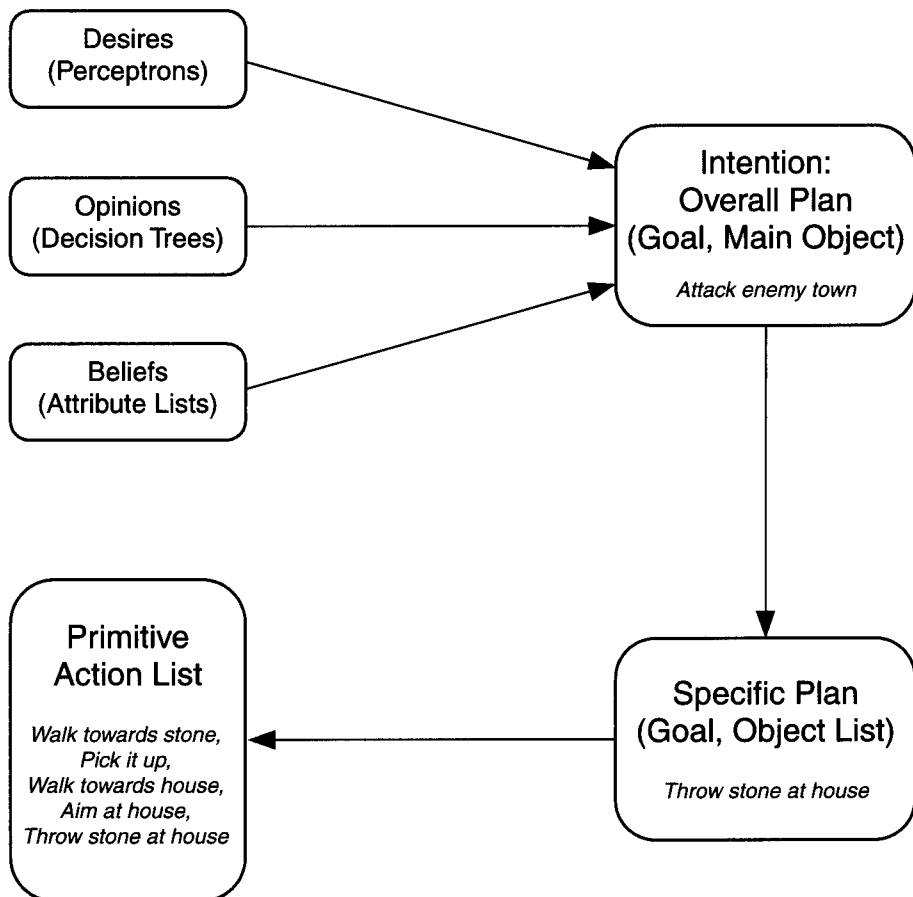 Desires
(Perceptrons)
Opinions
(Decision Trees)
Beliefs
(Attribute Lists)
Intention:
Overall Plan
(Goal, Main Object)
Attack enemy town
Specific Plan
(Goal, Object List)
Throw stone at house
Primitive
Action List
Walk towards stone,
Pick it up,
Walk towards house,
Aim at house,
Throw stone at house